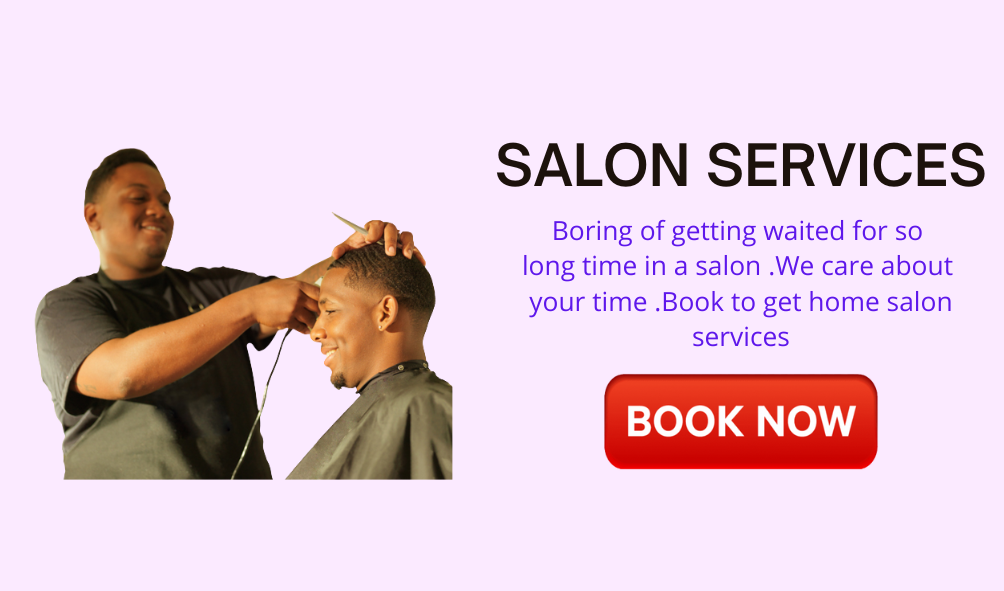 SALON SERVICES
Boring of getting waited for so
long time in a salon .We care about
your time .Book to get home salon
services
BOOK NOW